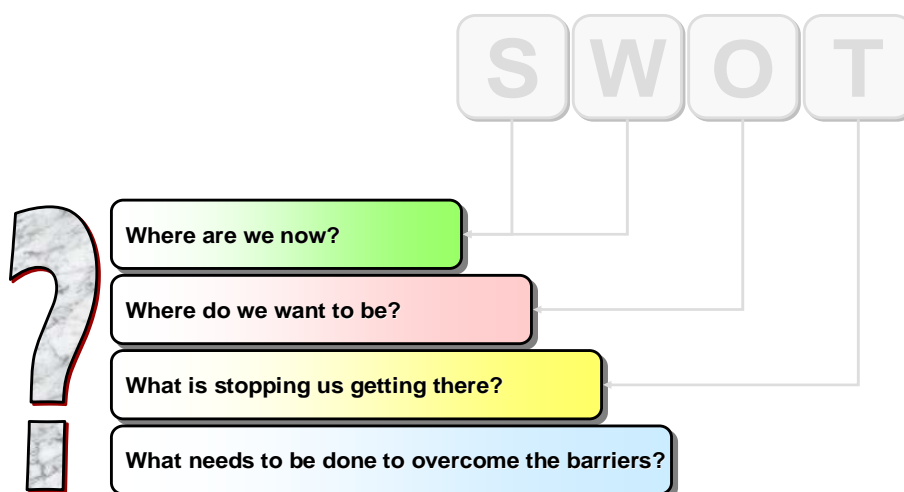 S W O T
Where are we now?
Where do we want to be?
What is stopping us getting there?
What needs to be done to overcome the barriers?
?